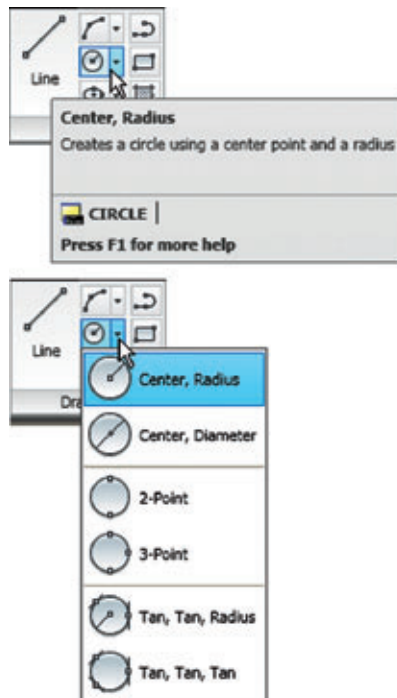 Line
Center, Radius
Creates a circle using a center point and a radius
CIRCLE
Press F1 for more help
Line
Dra
Center, Radius
Center, Diameter
2-Point
3-Point
Tan, Tan, Radius
Tan, Tan, Tan